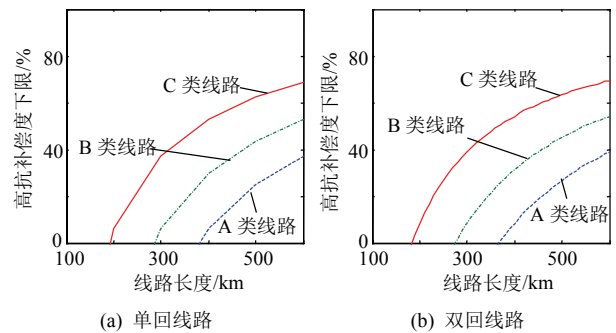 高抗补偿度下限/%
80
40
0
C 类线路
B 类线路
A 类线路
100
300
500
线路长度/km
(a) 单回线路
高抗补偿度下限/%
80
40
0
C 类线路
B 类线路
A 类线路
100
300
500
线路长度/km
(b) 双回线路